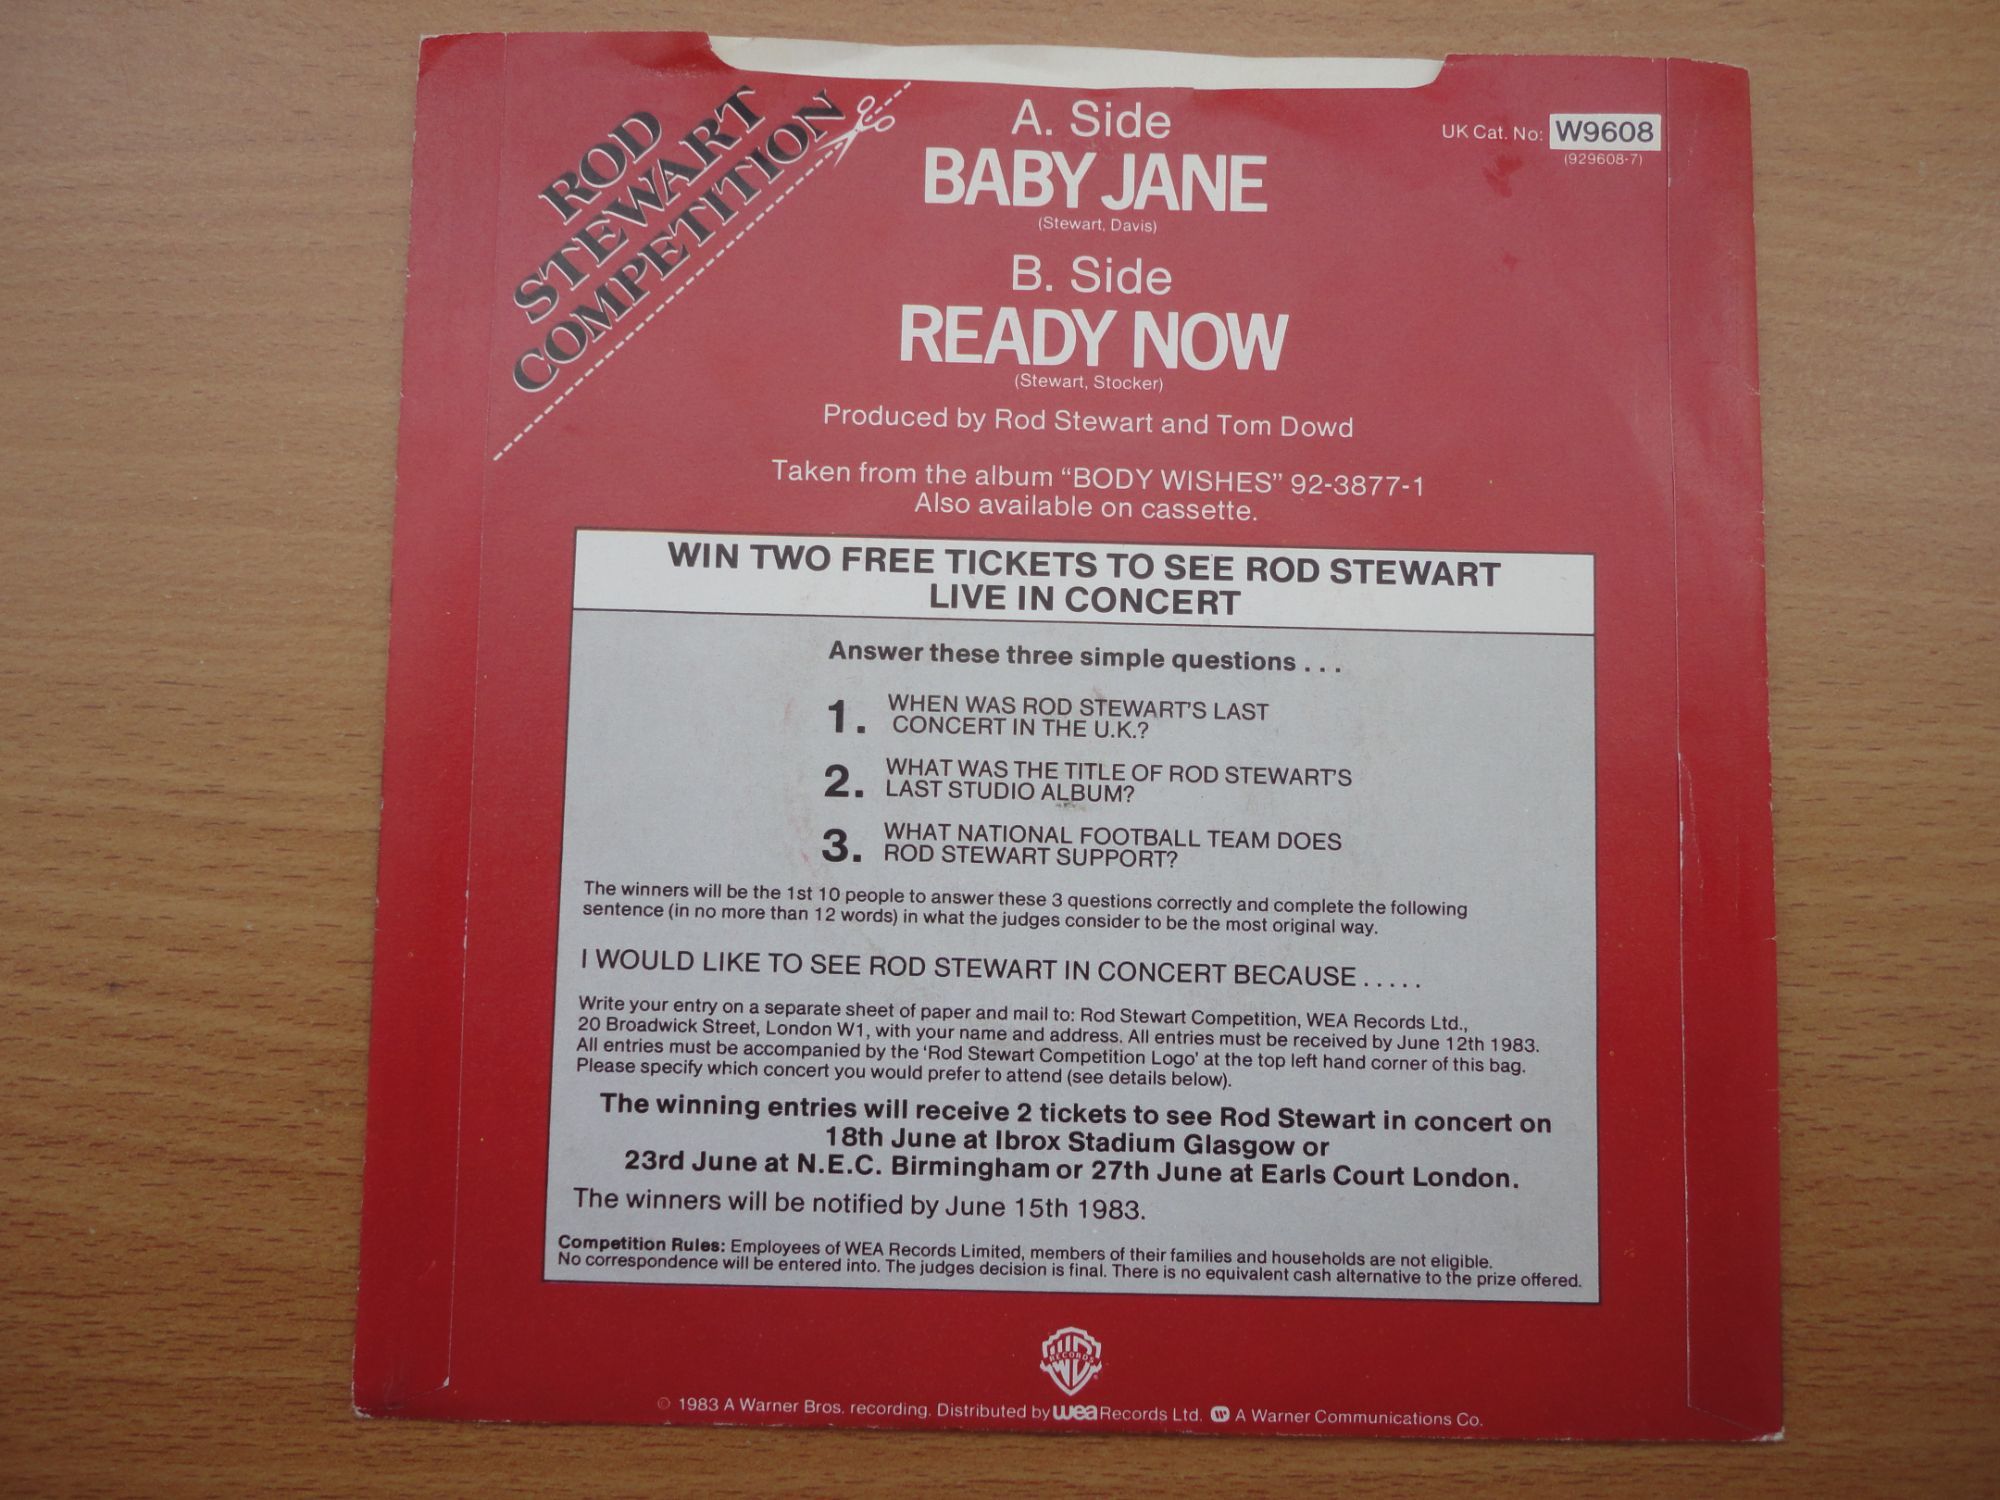 ROD
STEWART
COMPETITION
A. Side
BABY JANE
(Stewart, Davis)
UK Cat. No: W9608
(929608-7)
B. Side
READY NOW
(Stewart, Stocker)
Produced by Rod Stewart and Tom Dowd
Taken from the album “BODY WISHES” 92-3877-1
Also available on cassette.
WIN TWO FREE TICKETS TO SEE ROD STEWART
LIVE IN CONCERT
Answer these three simple questions . . .
1. WHEN WAS ROD STEWART'S LAST
CONCERT IN THE U.K.?
2. WHAT WAS THE TITLE OF ROD STEWART'S
LAST STUDIO ALBUM?
3. WHAT NATIONAL FOOTBALL TEAM DOES
ROD STEWART SUPPORT?
The winners will be the 1st 10 people to answer these 3 questions correctly and complete the following
sentence (in no more than 12 words) in what the judges consider to be the most original way.
I WOULD LIKE TO SEE ROD STEWART IN CONCERT BECAUSE . . . . .
Write your entry on a separate sheet of paper and mail to: Rod Stewart Competition, WEA Records Ltd.,
20 Broadwick Street, London W1, with your name and address. All entries must be received by June 12th 1983.
All entries must be accompanied by the 'Rod Stewart Competition Logo' at the top left hand corner of this bag.
Please specify which concert you would prefer to attend (see details below).
The winning entries will receive 2 tickets to see Rod Stewart in concert on
18th June at Ibrox Stadium Glasgow or
23rd June at N.E.C. Birmingham or 27th June at Earls Court London.
The winners will be notified by June 15th 1983.
Competition Rules: Employees of WEA Records Limited, members of their families and households are not eligible.
No correspondence will be entered into. The judges decision is final. There is no equivalent cash alternative to the prize offered.
RECORDS
© 1983 A Warner Bros. recording. Distributed by wea Records Ltd. A Warner Communications Co.